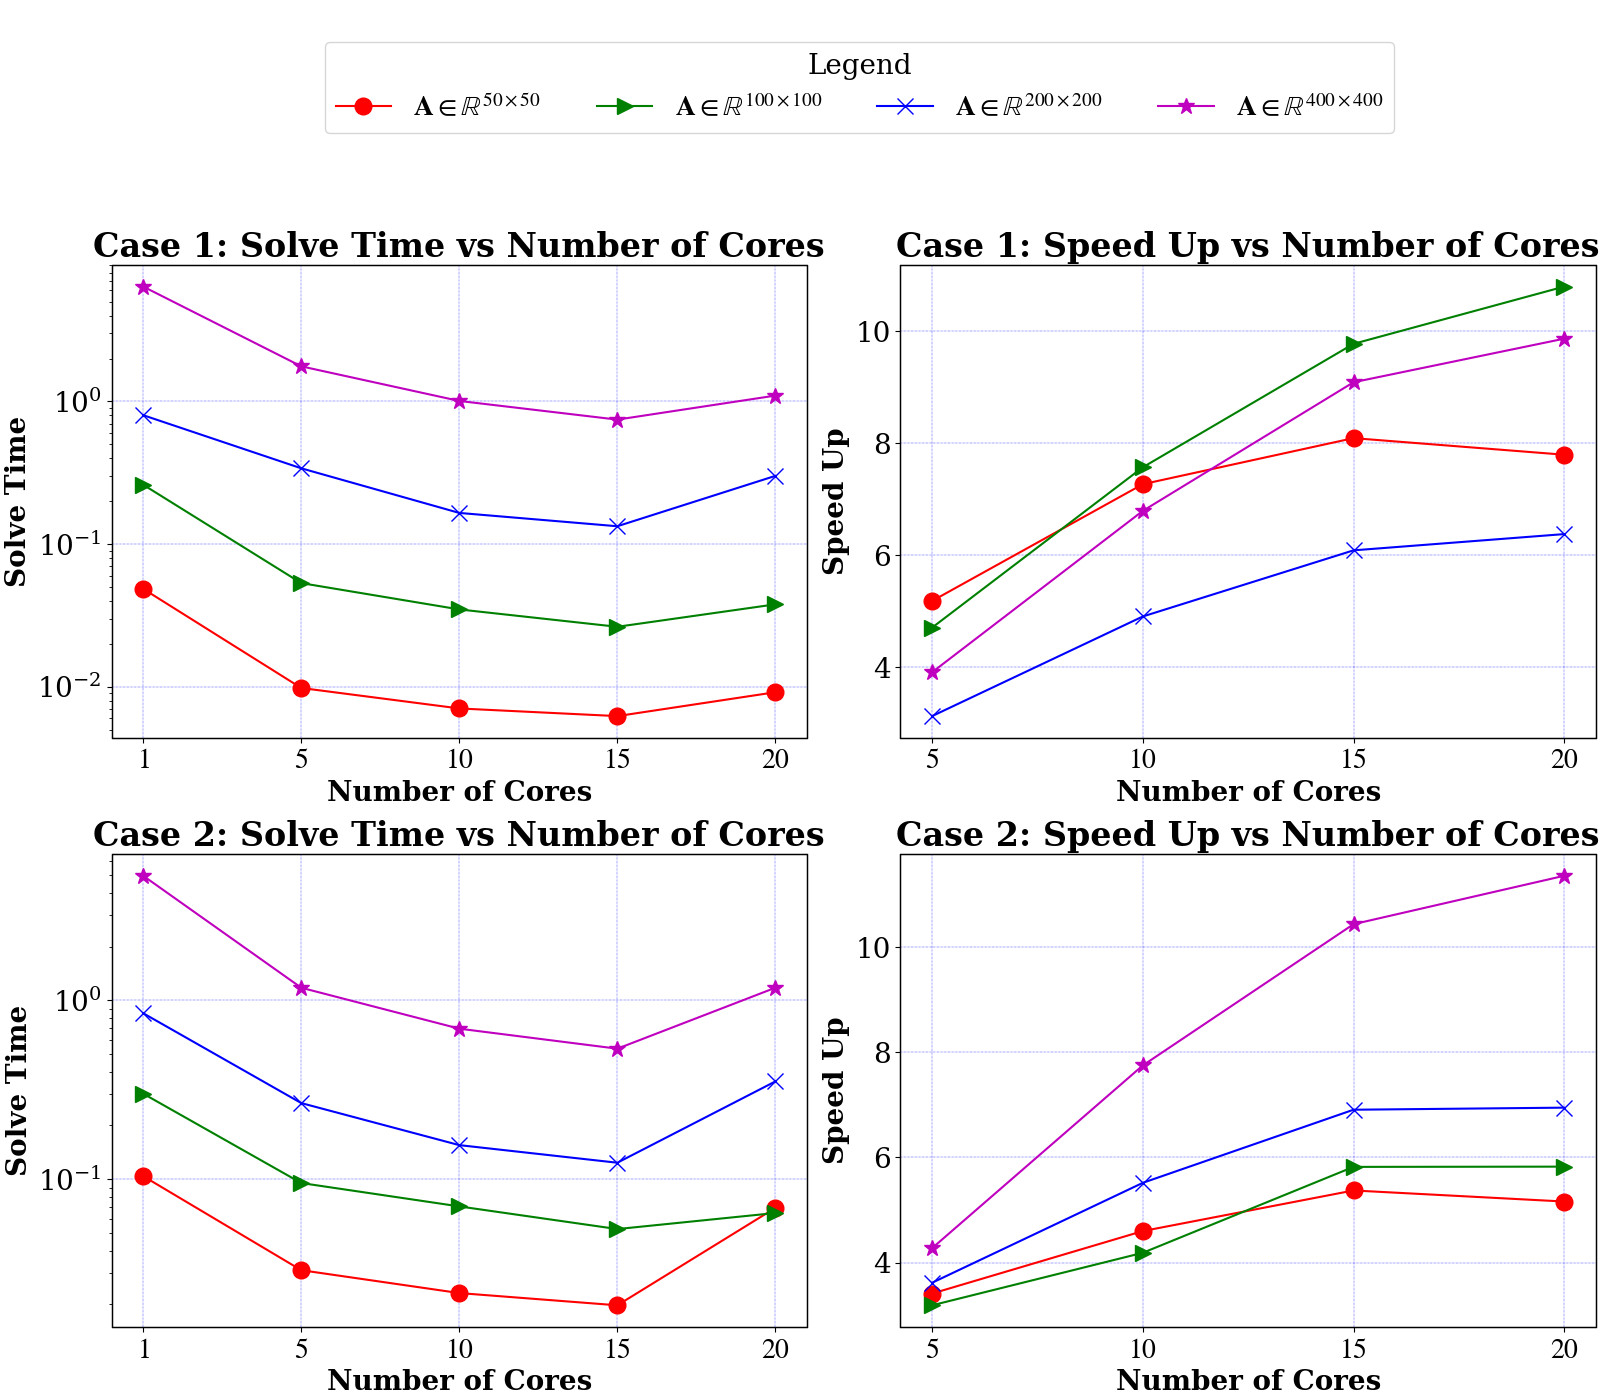 Legend
A ∈ ℝ^{50×50} A ∈ ℝ^{100×100} A ∈ ℝ^{200×200} A ∈ ℝ^{400×400}
Case 1: Solve Time vs Number of Cores
Solve Time
10^0
10^{−1}
10^{−2}
1 5 10 15 20
Number of Cores
Case 1: Speed Up vs Number of Cores
Speed Up
10
8
6
4
5 10 15 20
Number of Cores
Case 2: Solve Time vs Number of Cores
Solve Time
10^0
10^{−1}
1 5 10 15 20
Number of Cores
Case 2: Speed Up vs Number of Cores
Speed Up
10
8
6
4
5 10 15 20
Number of Cores